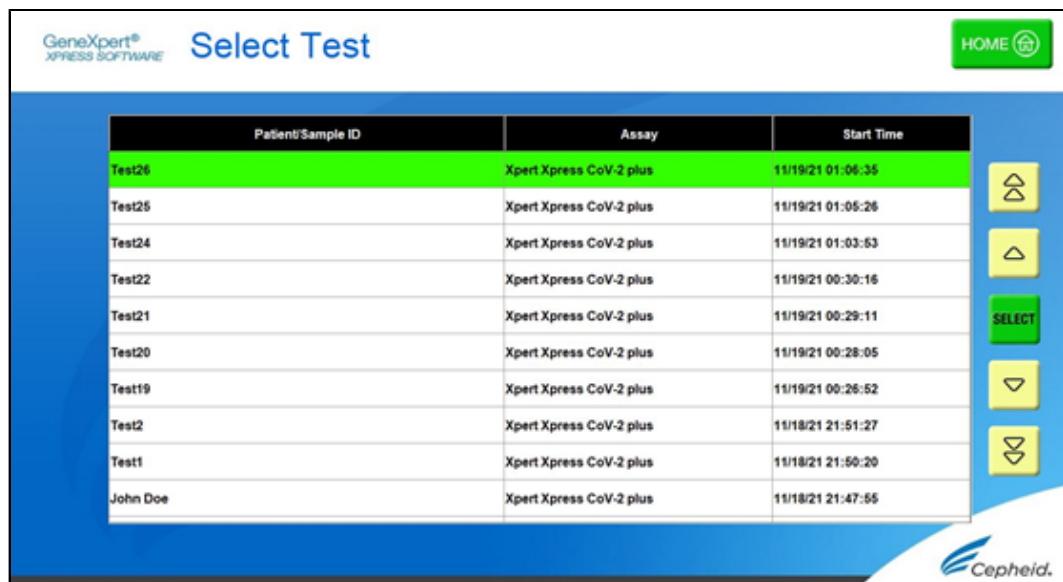 GeneXpert® Select Test HOME
XPRESS SOFTWARE
Patient/Sample ID Assay Start Time
Test26 Xpert Xpress CoV-2 plus 11/19/21 01:06:35
Test25 Xpert Xpress CoV-2 plus 11/19/21 01:05:26
Test24 Xpert Xpress CoV-2 plus 11/19/21 01:03:53
Test22 Xpert Xpress CoV-2 plus 11/19/21 00:30:16
Test21 Xpert Xpress CoV-2 plus 11/19/21 00:29:11
SELECT
Test20 Xpert Xpress CoV-2 plus 11/19/21 00:28:05
Test19 Xpert Xpress CoV-2 plus 11/19/21 00:26:52
Test2 Xpert Xpress CoV-2 plus 11/18/21 21:51:27
Test1 Xpert Xpress CoV-2 plus 11/18/21 21:50:20
John Doe Xpert Xpress CoV-2 plus 11/18/21 21:47:55
Cepheid.